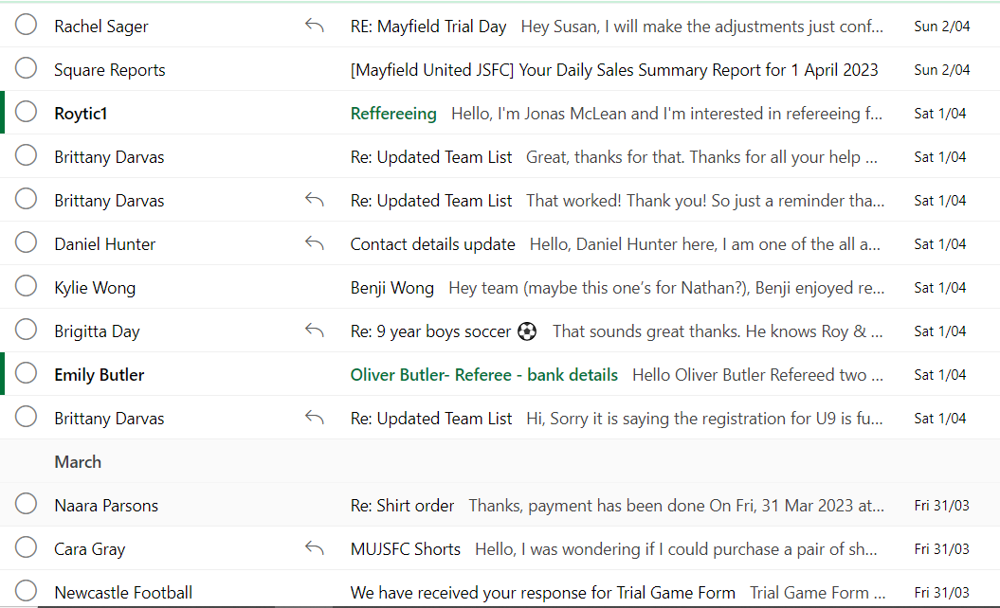 Rachel Sager RE: Mayfield Trial Day Hey Susan, I will make the adjustments just conf... Sun 2/04
Square Reports [Mayfield United JSFC] Your Daily Sales Summary Report for 1 April 2023 Sun 2/04
Roytic1 Reffereeing Hello, I'm Jonas McLean and I'm interested in refereeing f... Sat 1/04
Brittany Darvas Re: Updated Team List Great, thanks for that. Thanks for all your help ... Sat 1/04
Brittany Darvas Re: Updated Team List That worked! Thank you! So just a reminder tha... Sat 1/04
Daniel Hunter Contact details update Hello, Daniel Hunter here, I am one of the all a... Sat 1/04
Kylie Wong Benji Wong Hey team (maybe this one’s for Nathan?), Benji enjoyed re... Sat 1/04
Brigitta Day Re: 9 year boys soccer ⚽ That sounds great thanks. He knows Roy & ... Sat 1/04
Emily Butler Oliver Butler- Referee - bank details Hello Oliver Butler Refereed two ... Sat 1/04
Brittany Darvas Re: Updated Team List Hi, Sorry it is saying the registration for U9 is fu... Sat 1/04
March
Naara Parsons Re: Shirt order Thanks, payment has been done On Fri, 31 Mar 2023 at... Fri 31/03
Cara Gray MUJSFC Shorts Hello, I was wondering if I could purchase a pair of sh... Fri 31/03
Newcastle Football We have received your response for Trial Game Form Trial Game Form ... Fri 31/03